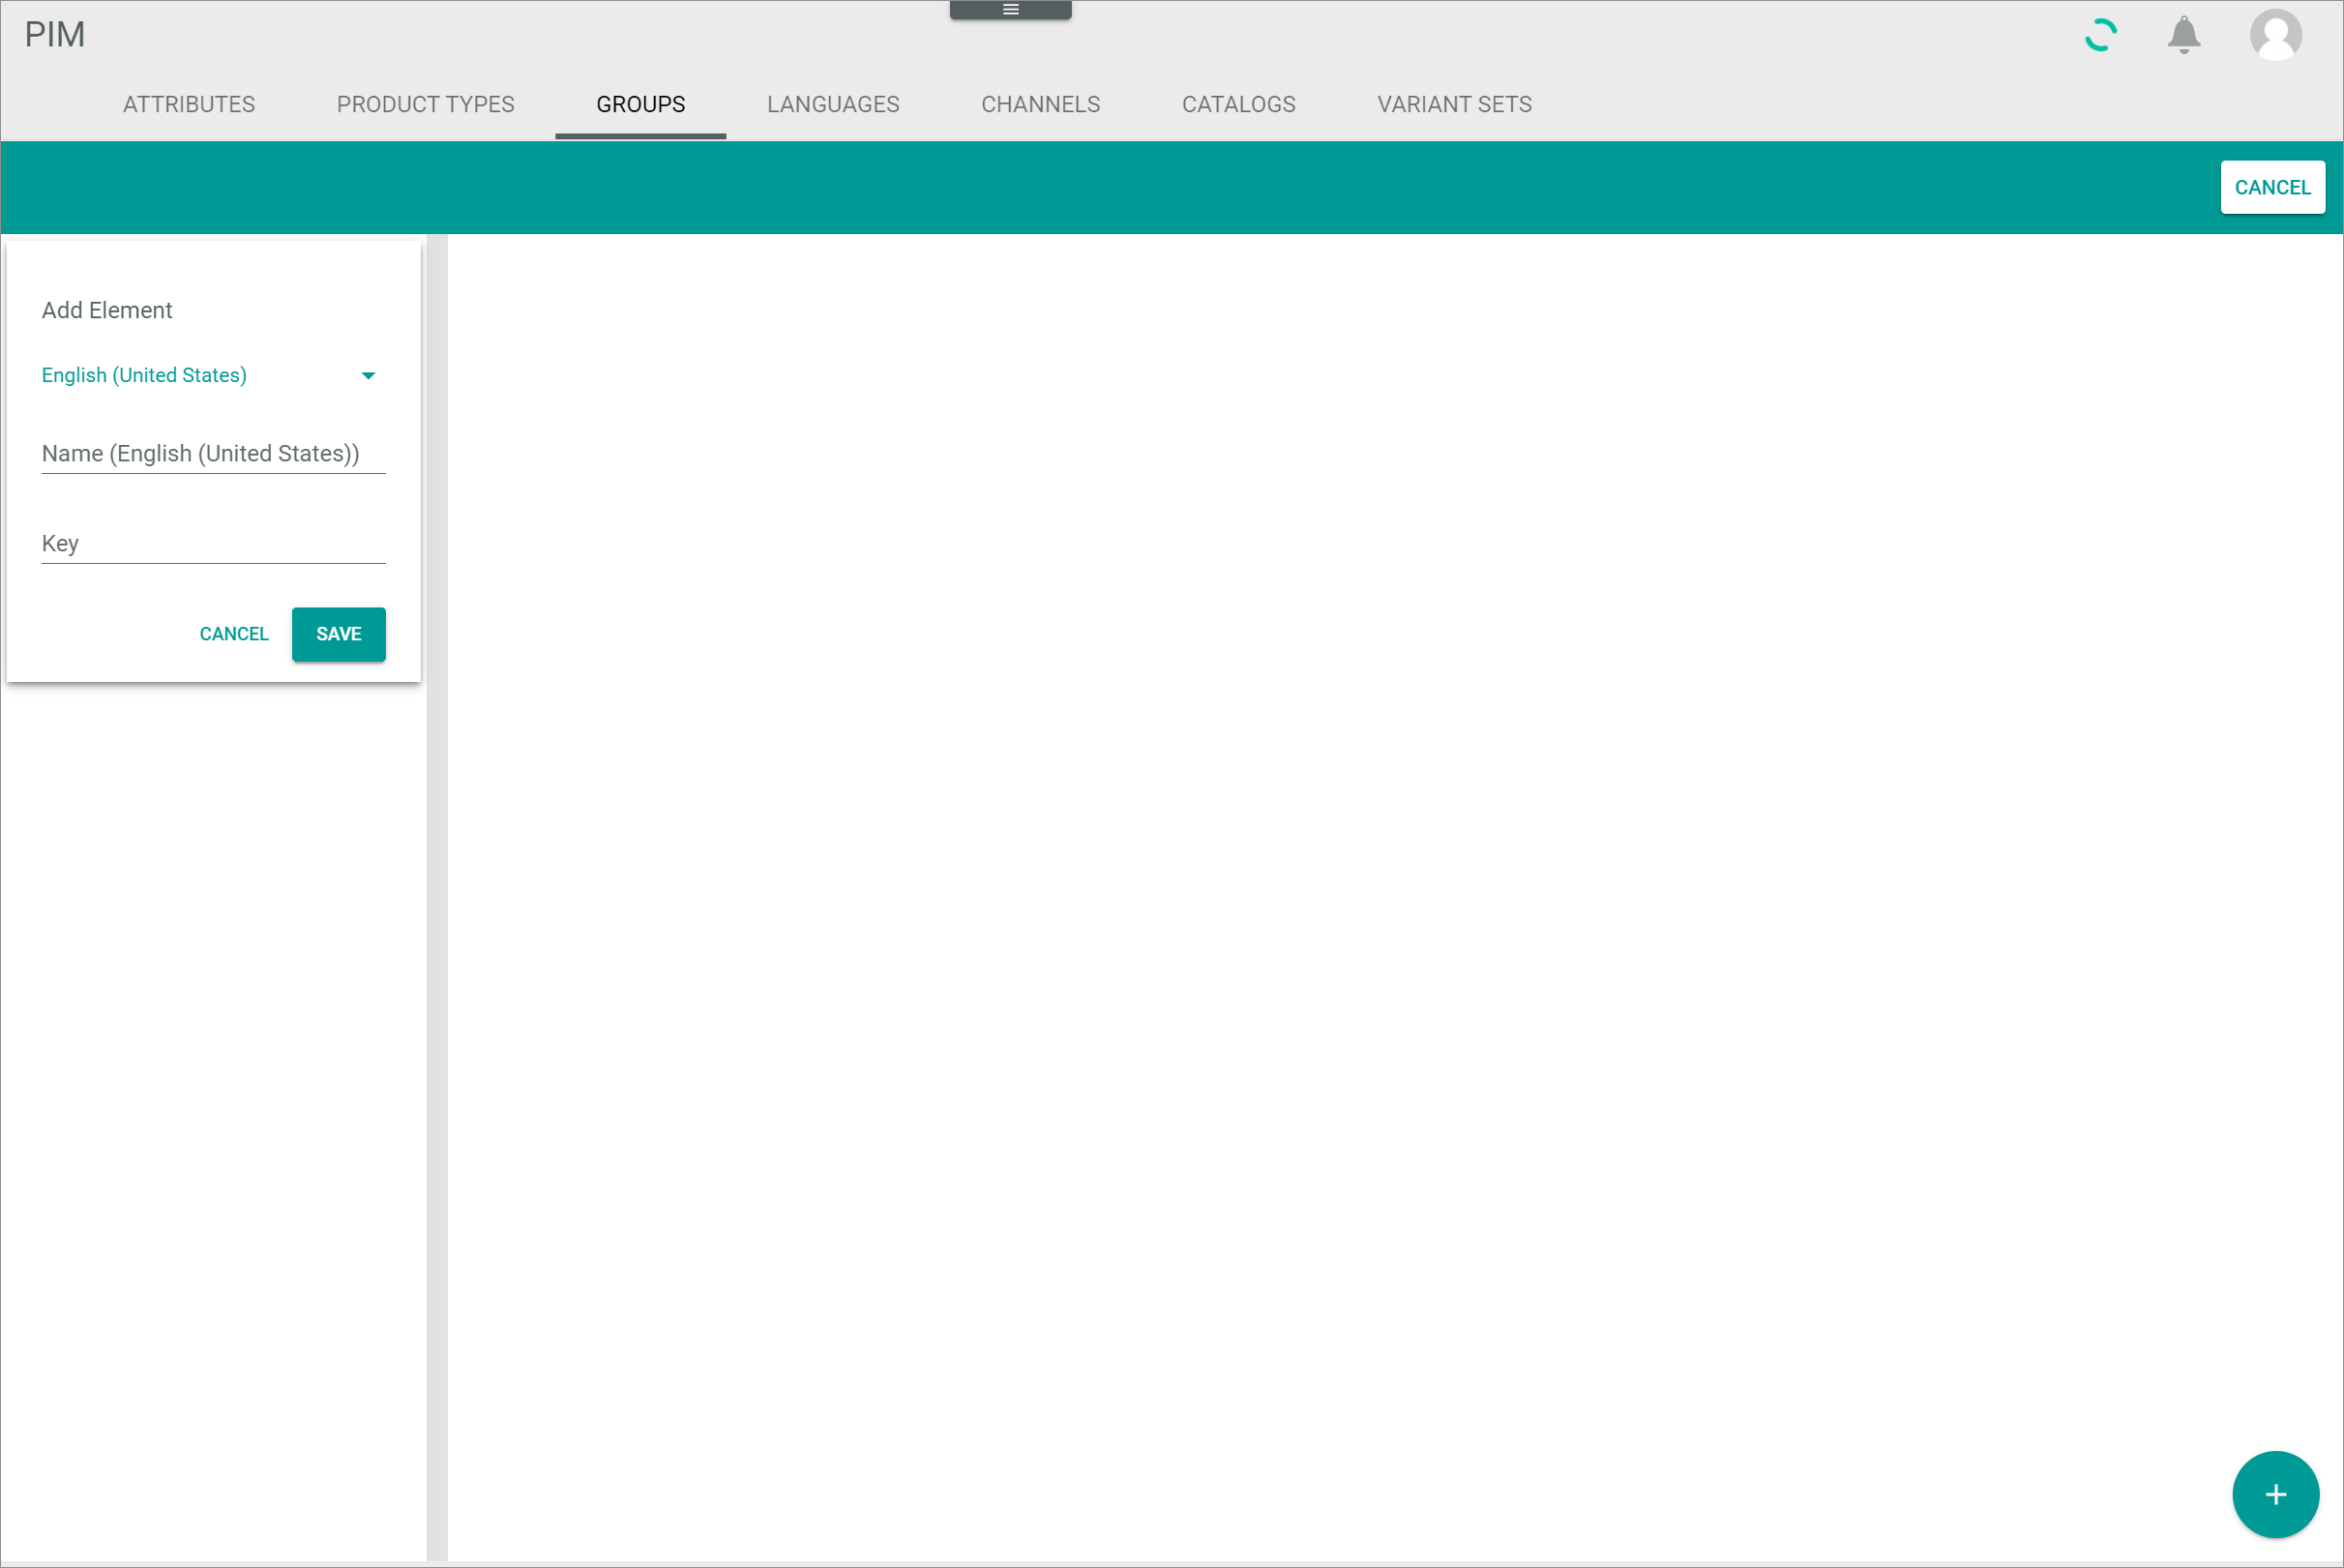 PIM
ATTRIBUTES PRODUCT TYPES GROUPS LANGUAGES CHANNELS CATALOGS VARIANT SETS
CANCEL
Add Element
English (United States)
Name (English (United States))
Key
CANCEL SAVE